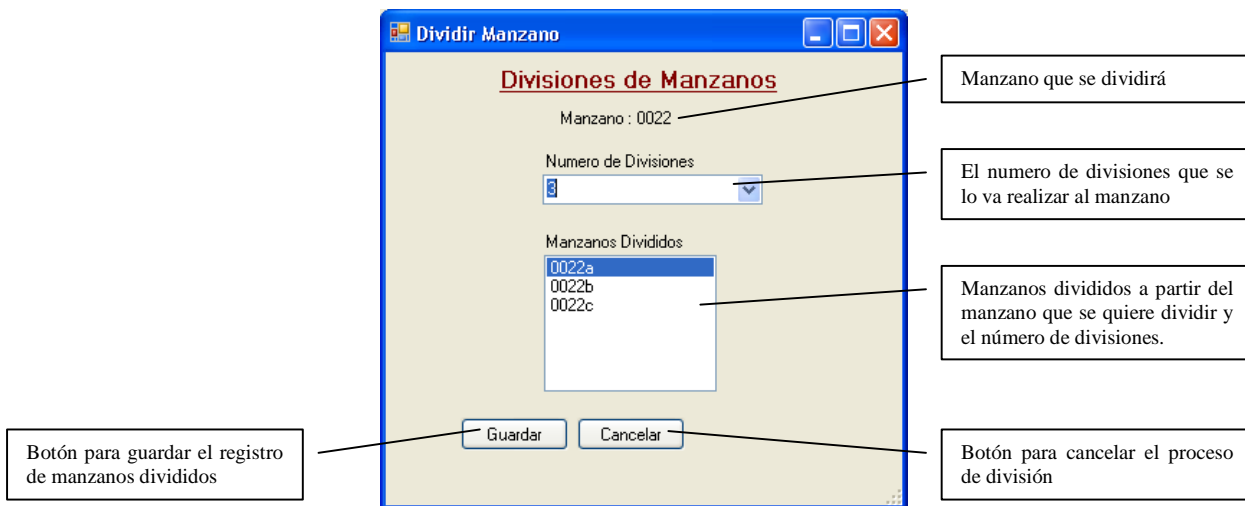 Dividir Manzano
Divisiones de Manzanos
Manzano : 0022
Numero de Divisiones
3
Manzanos Divididos
0022a
0022b
0022c
Guardar
Cancelar
Manzano que se dividirá
El numero de divisiones que se
lo va realizar al manzano
Manzanos divididos a partir del
manzano que se quiere dividir y
el número de divisiones.
Botón para guardar el registro
de manzanos divididos
Botón para cancelar el proceso
de división